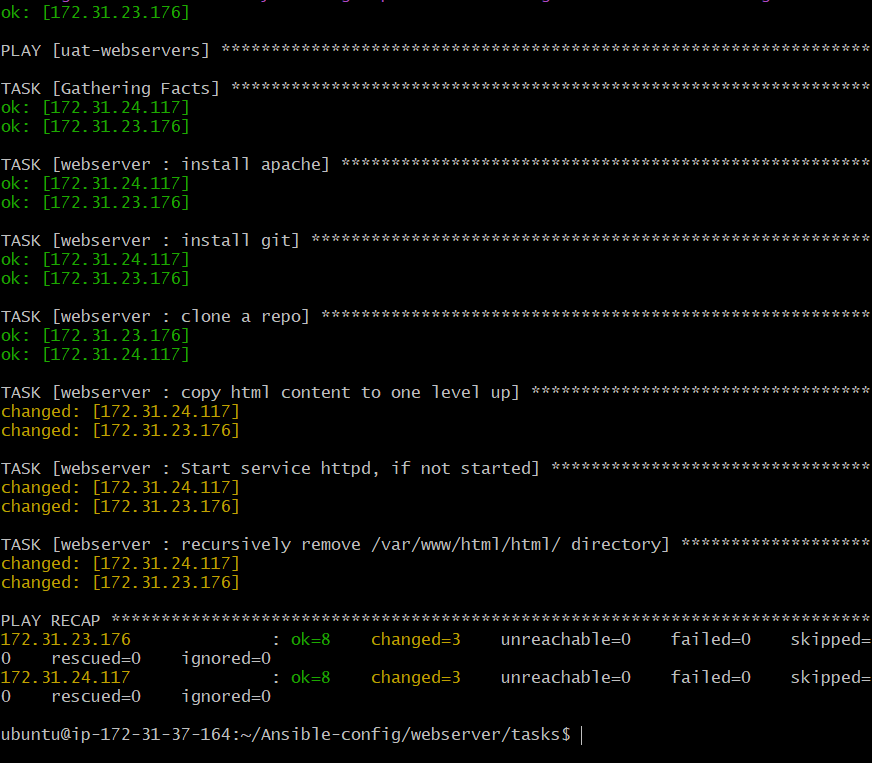 ok: [172.31.23.176]
PLAY [uat-webservers] *****************************************************************
TASK [Gathering Facts] ****************************************************************
ok: [172.31.24.117]
ok: [172.31.23.176]
TASK [webserver : install apache] *****************************************************
ok: [172.31.24.117]
ok: [172.31.23.176]
TASK [webserver : install git] ********************************************************
ok: [172.31.24.117]
ok: [172.31.23.176]
TASK [webserver : clone a repo] *******************************************************
ok: [172.31.23.176]
ok: [172.31.24.117]
TASK [webserver : copy html content to one level up] **********************************
changed: [172.31.24.117]
changed: [172.31.23.176]
TASK [webserver : Start service httpd, if not started] ********************************
changed: [172.31.24.117]
changed: [172.31.23.176]
TASK [webserver : recursively remove /var/www/html/html/ directory] *******************
changed: [172.31.24.117]
changed: [172.31.23.176]
PLAY RECAP ****************************************************************************
172.31.23.176              : ok=8    changed=3    unreachable=0    failed=0    skipped=
0    rescued=0    ignored=0
172.31.24.117              : ok=8    changed=3    unreachable=0    failed=0    skipped=
0    rescued=0    ignored=0
ubuntu@ip-172-31-37-164:~/Ansible-config/webserver/tasks$